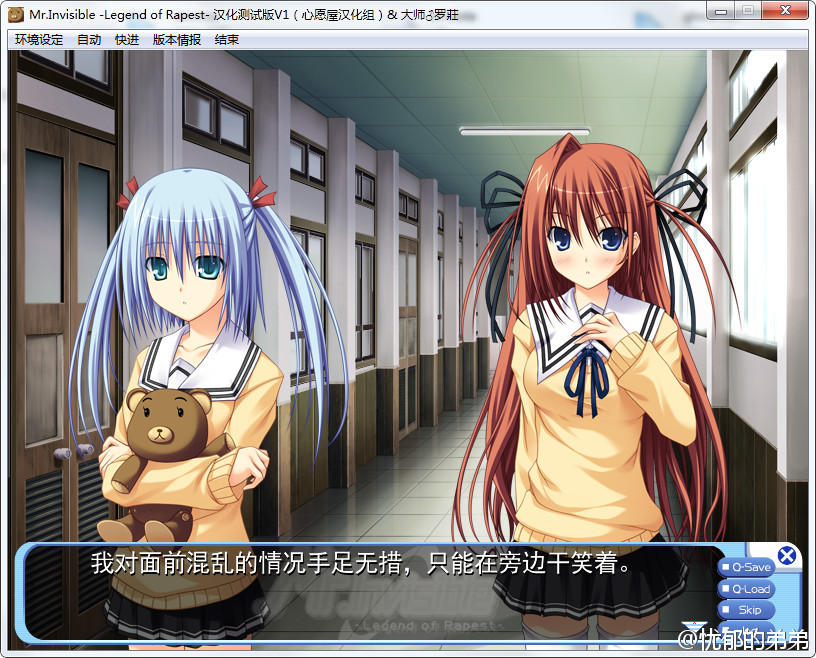 Mr.Invisible -Legend of Rapest- 汉化测试版V1（心愿屋汉化组）& 大师
罗莊
环境设定 自动 快进 版本情报 结束
我对面前混乱的情况手足无措，只能在旁边干笑着。
-Legend of Rapest-
Q-Save
Q-Load
Skip
@忧郁的弟弟